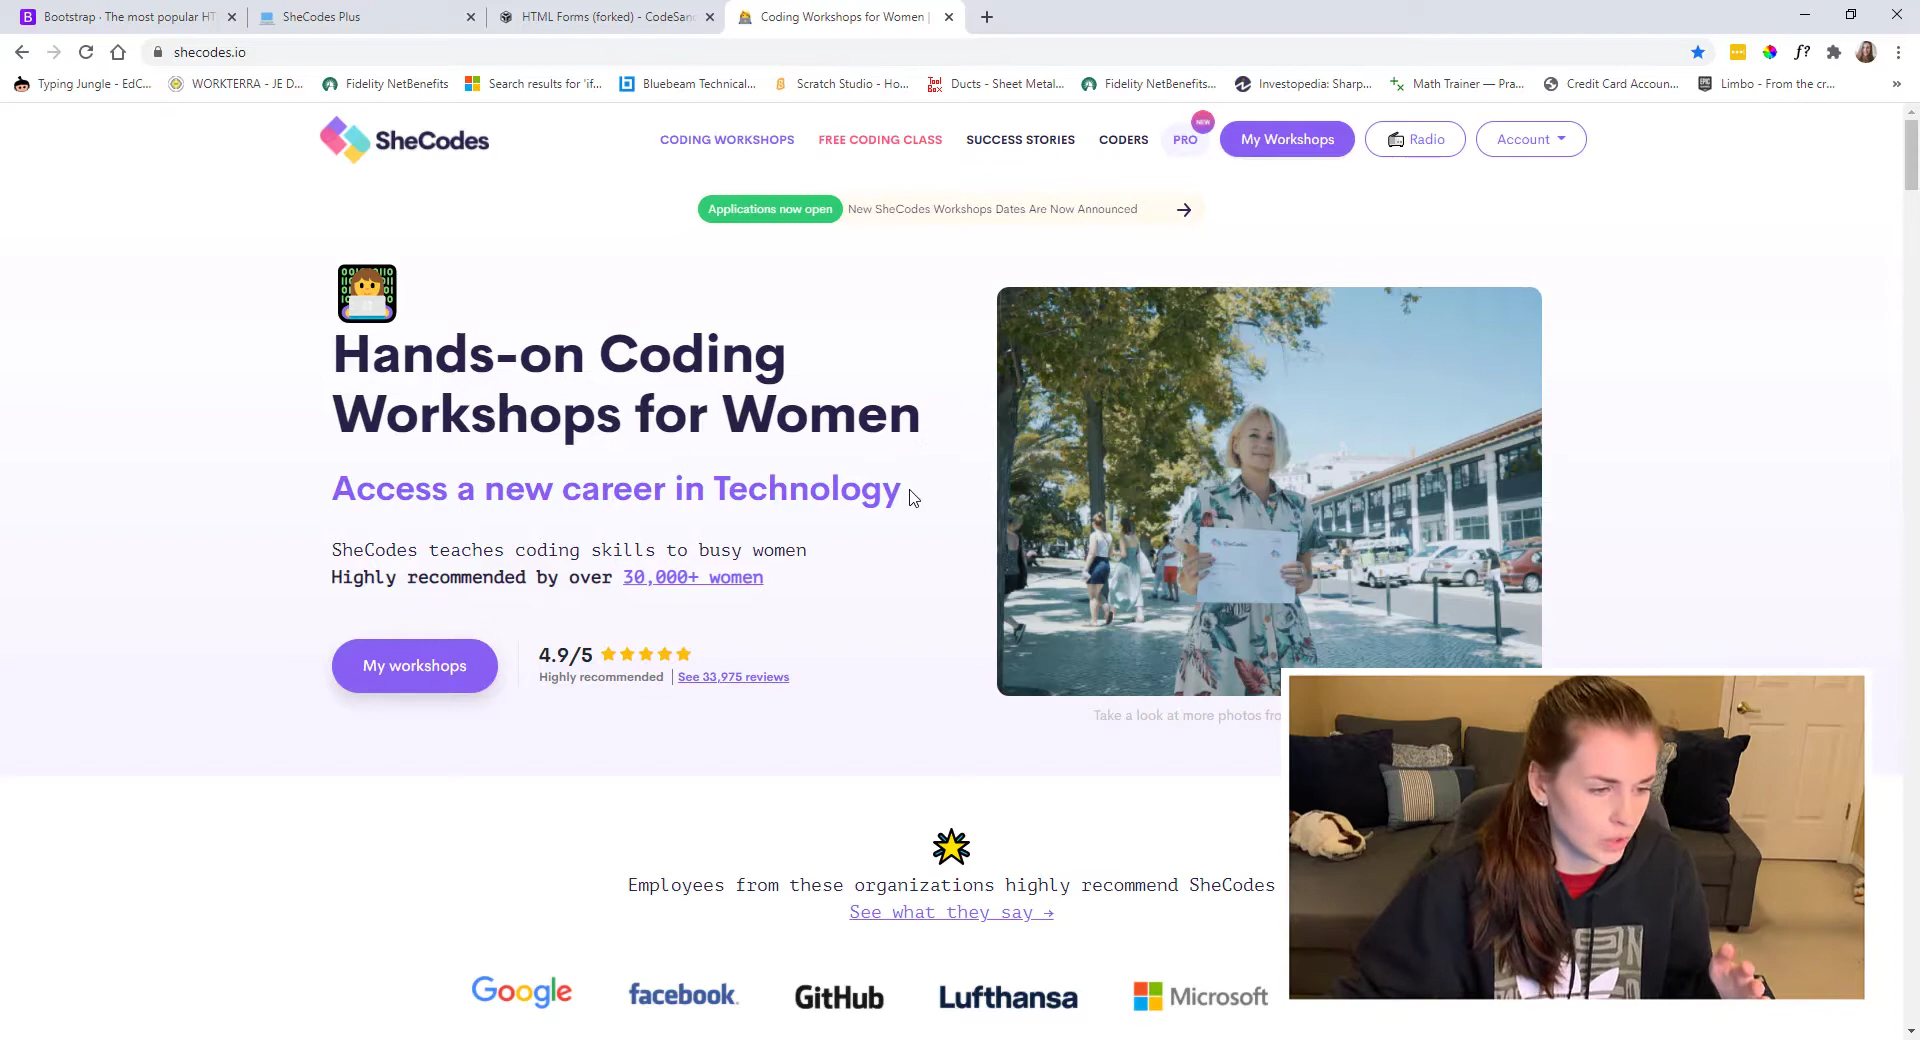 Bootstrap · The most popular HT
SheCodes Plus
HTML Forms (forked) - CodeSan
Coding Workshops for Women |
shecodes.io
Typing Jungle - EdC...
WORKTERRA - JE D...
Fidelity NetBenefits
Search results for 'if...
Bluebeam Technical...
Scratch Studio - Ho...
Ducts - Sheet Metal...
Fidelity NetBenefits...
Investopedia: Sharp...
Math Trainer — Pra...
Credit Card Accoun...
Limbo - From the cr...
SheCodes
CODING WORKSHOPS
FREE CODING CLASS
SUCCESS STORIES
CODERS
PRO
NEW
My Workshops
Radio
Account
Applications now open
New SheCodes Workshops Dates Are Now Announced →
Hands-on Coding
Workshops for Women
Access a new career in Technology
SheCodes teaches coding skills to busy women
Highly recommended by over 30,000+ women
My workshops
4.9/5
Highly recommended
See 33,975 reviews
Take a look at more photos fro
Employees from these organizations highly recommend SheCodes
See what they say →
Google
facebook
GitHub
Lufthansa
Microsoft